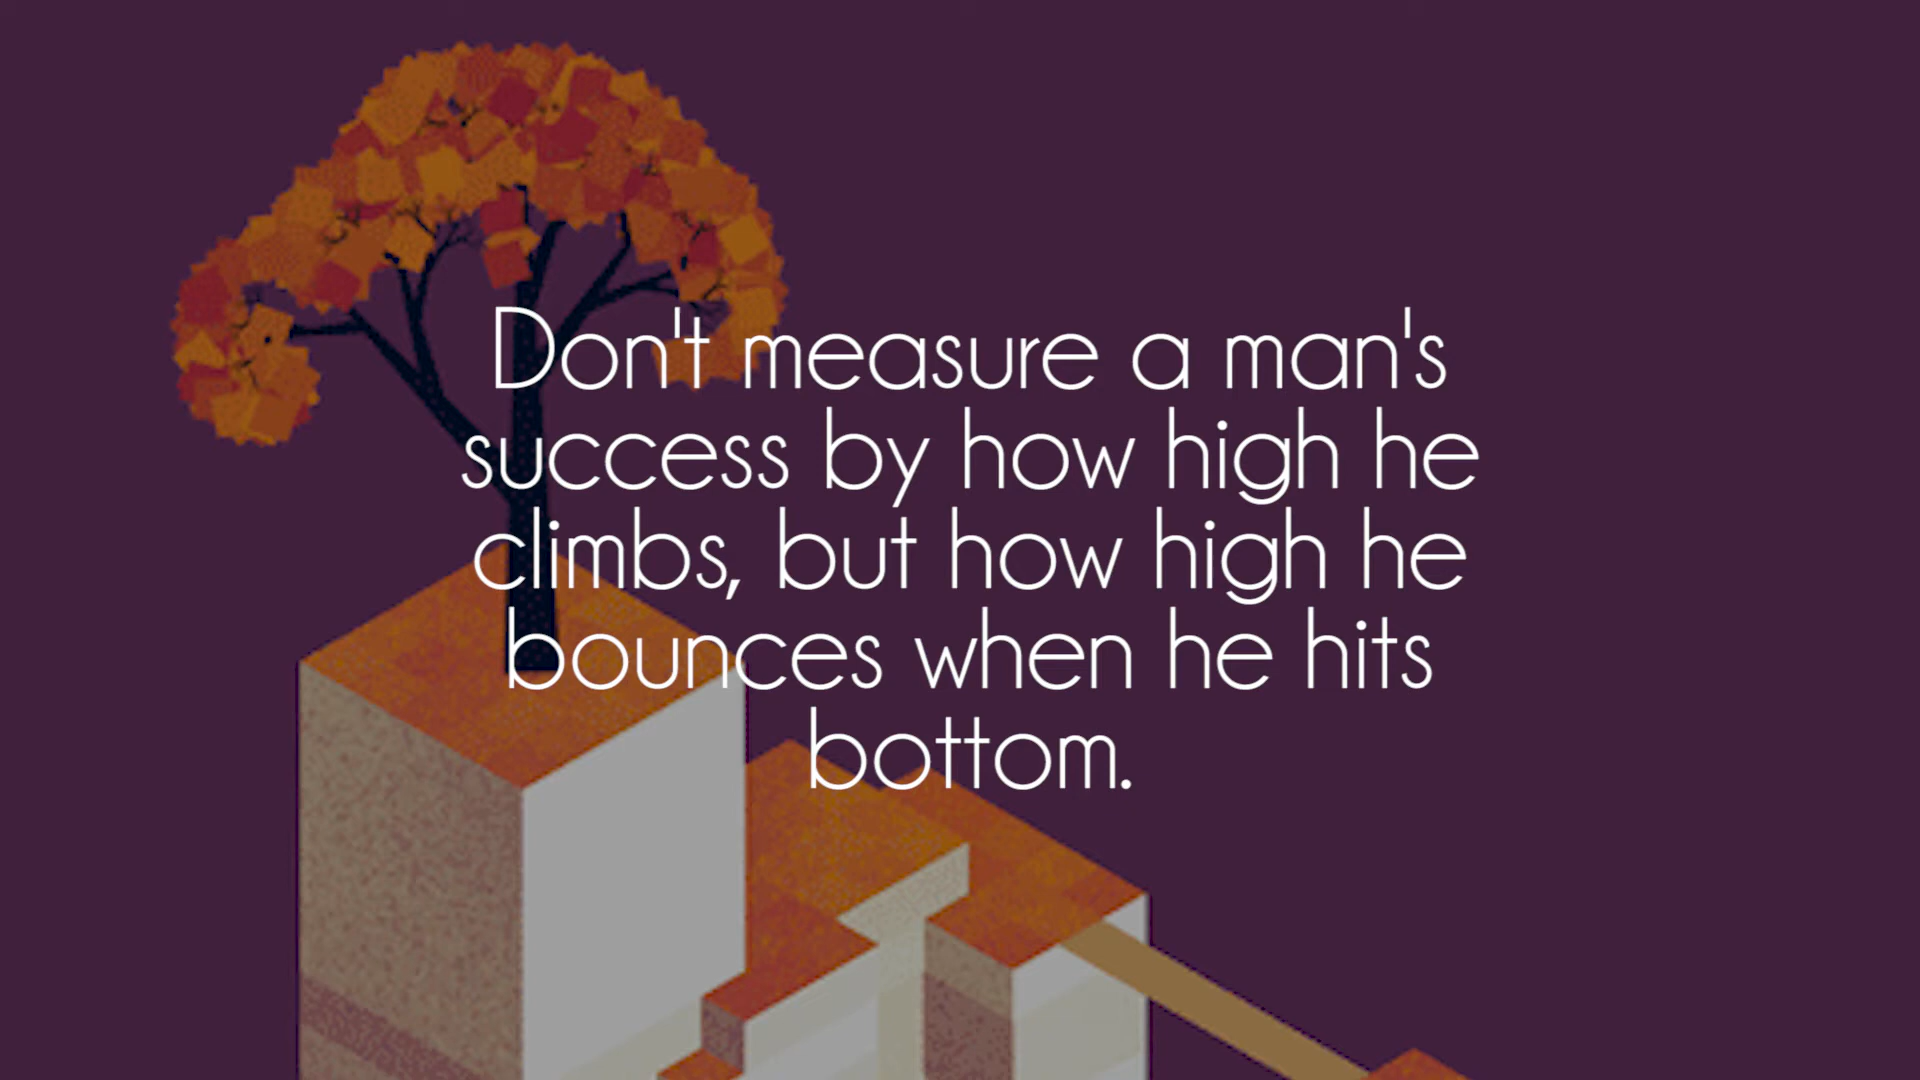 Don't measure a man's
success by how high he
climbs, but how high he
bounces when he hits
bottom.